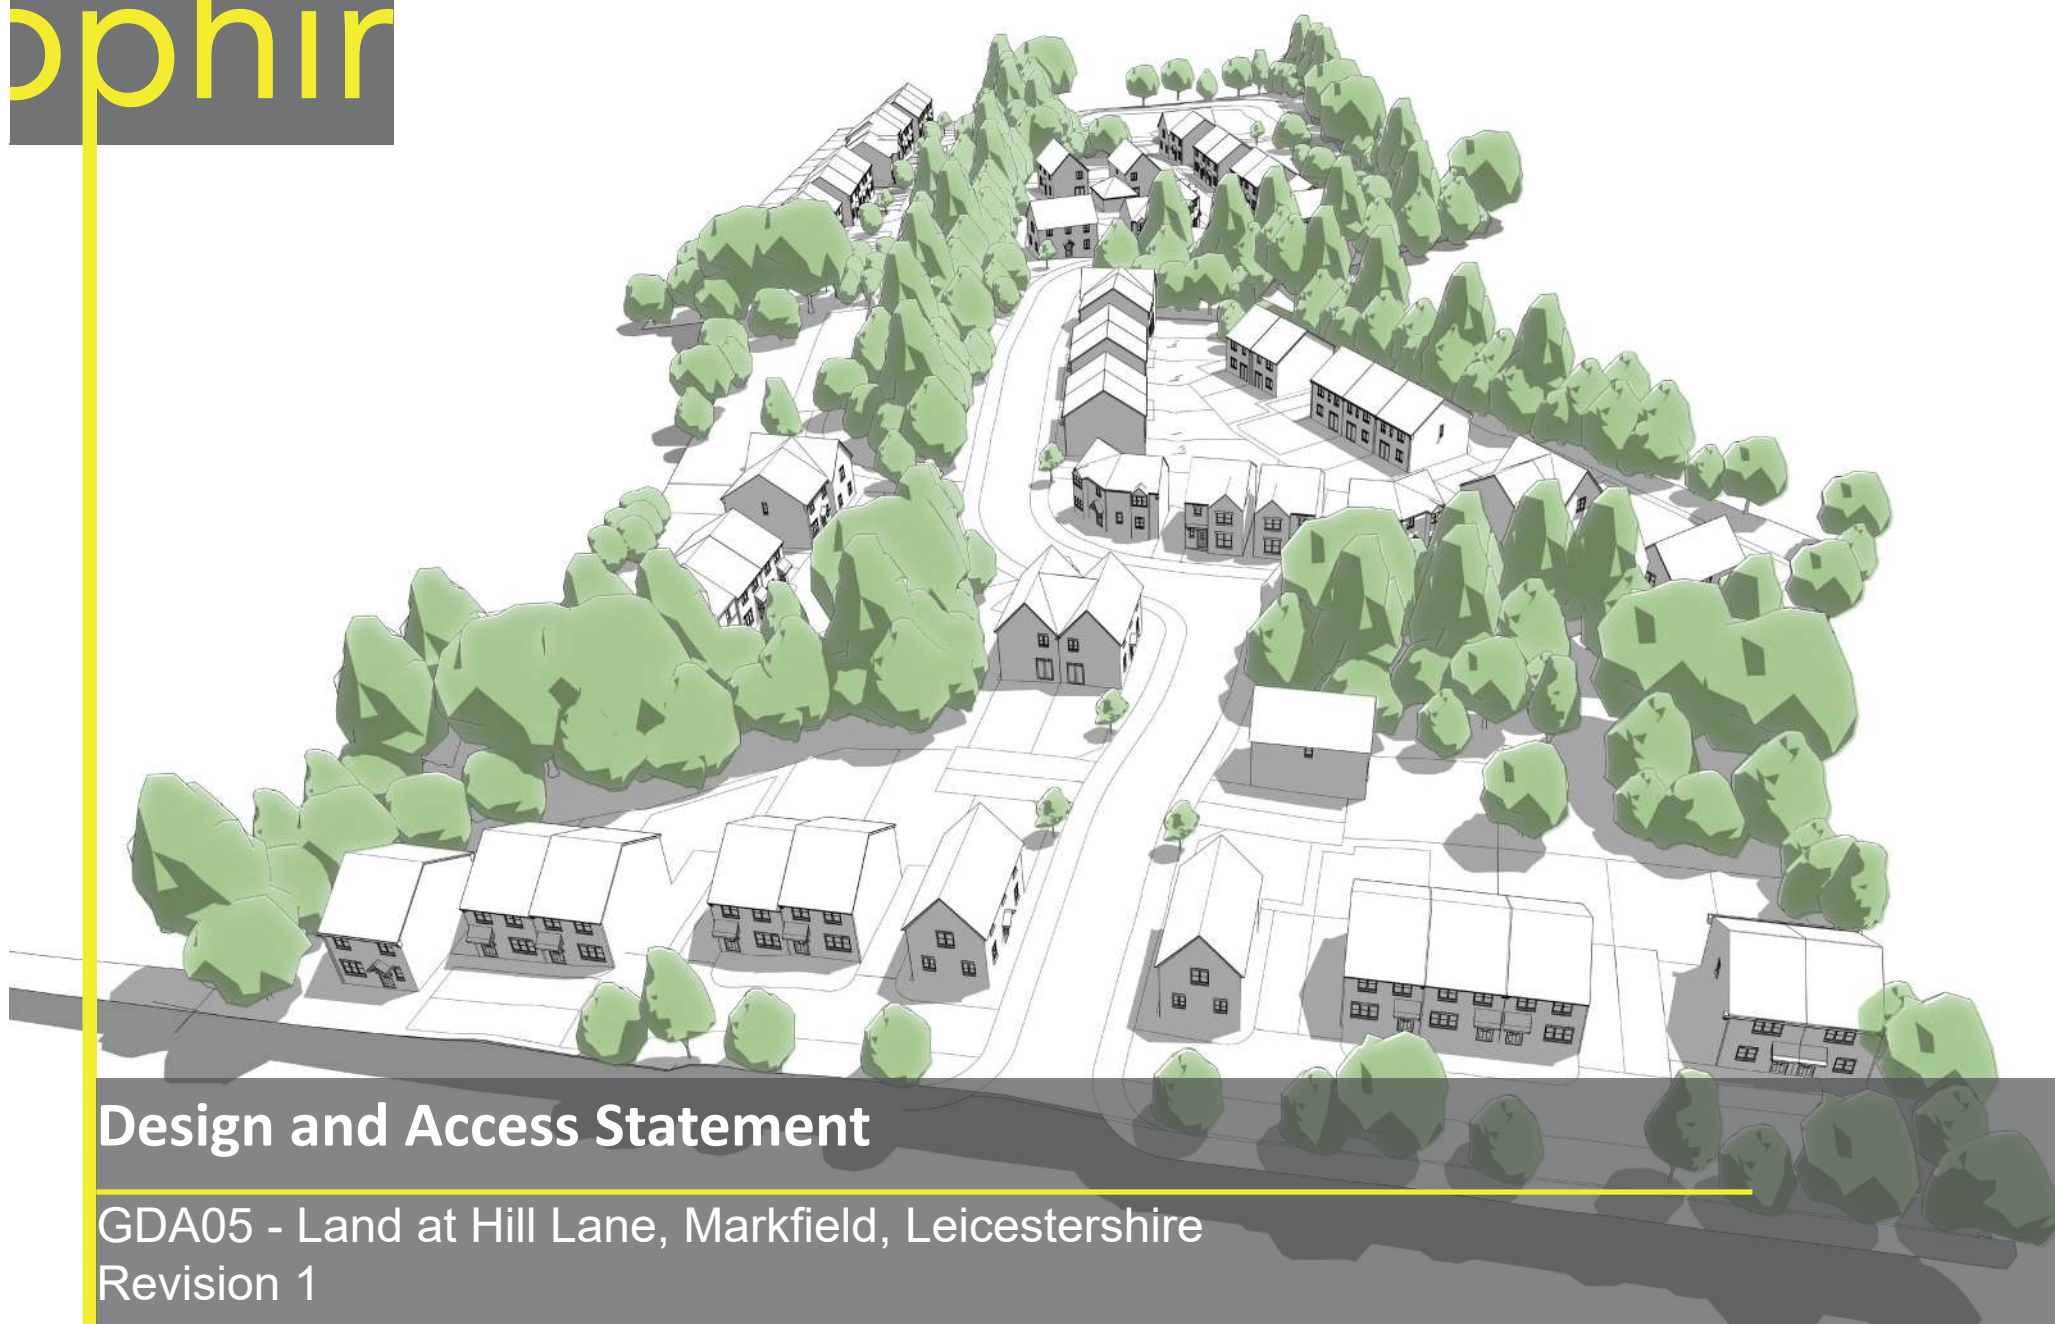 ophir
Design and Access Statement
GDA05 - Land at Hill Lane, Markfield, Leicestershire
Revision 1